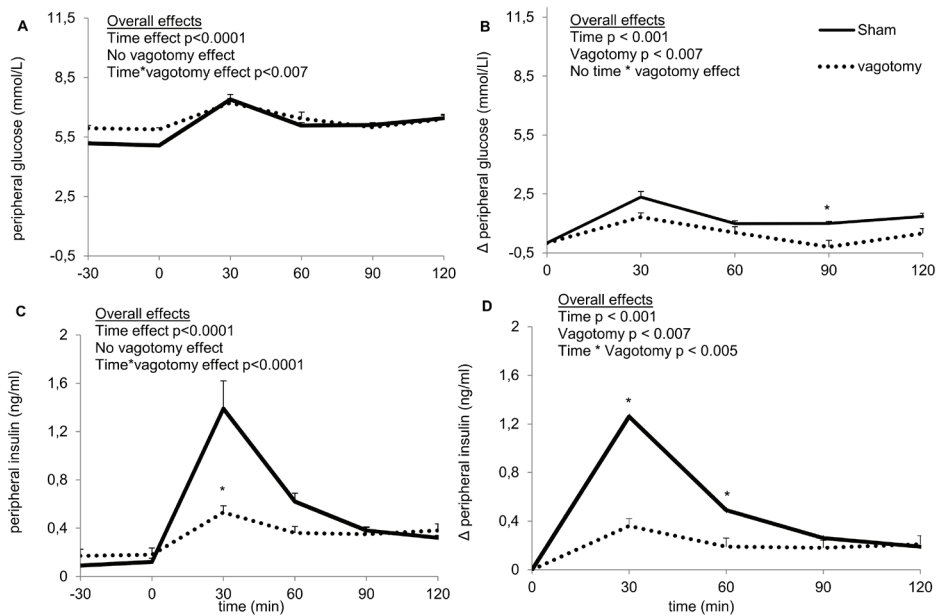 A
Overall effects
Time effect p<0.0001
No vagotomy effect
Time*vagotomy effect p<0.007
peripheral glucose (mmol/L)
11,5
8,5
5,5
2,5
-0,5
-30 0 30 60 90 120
B
Overall effects
Time p < 0.001
Vagotomy p < 0.007
No time * vagotomy effect
Sham
vagotomy
Δ peripheral glucose (mmol/Ll)
11,5
8,5
5,5
2,5
-0,5
*
0 30 60 90 120
C
Overall effects
Time effect p<0.0001
No vagotomy effect
Time*vagotomy effect p<0.0001
peripheral insulin (ng/ml)
2
1,6
1,2
0,8
0,4
0
*
-30 0 30 60 90 120
time (min)
D
Overall effects
Time p < 0.001
Vagotomy p < 0.007
Time * Vagotomy p < 0.005
Δ peripheral insulin (ng/ml)
2
1,6
1,2
0,8
0,4
0
*
*
0 30 60 90 120
time (min)